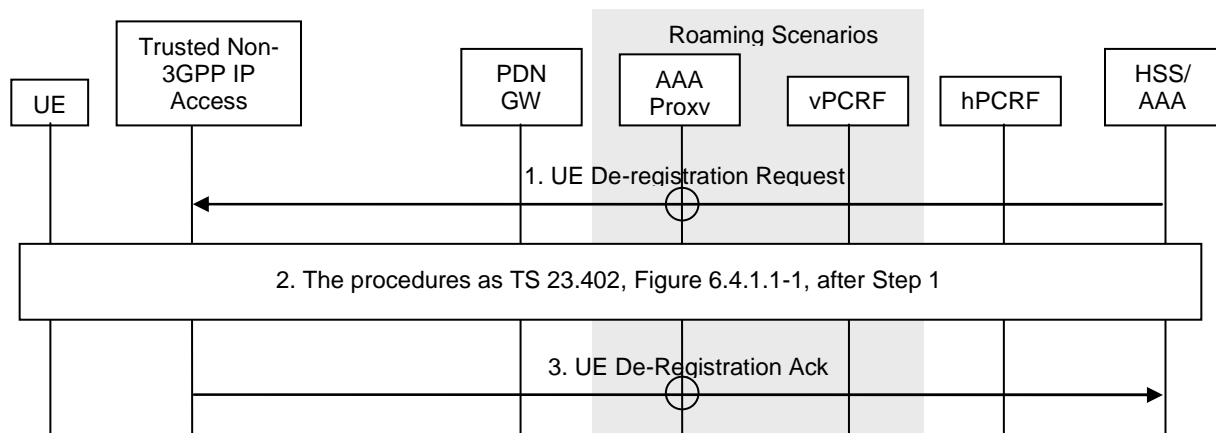 Roaming Scenarios
Trusted Non-
3GPP IP
Access
UE
PDN
GW
AAA
Proxy
vPCRF
hPCRF
HSS/
AAA
1. UE De-registration Request
2. The procedures as TS 23.402, Figure 6.4.1.1-1, after Step 1
3. UE De-Registration Ack